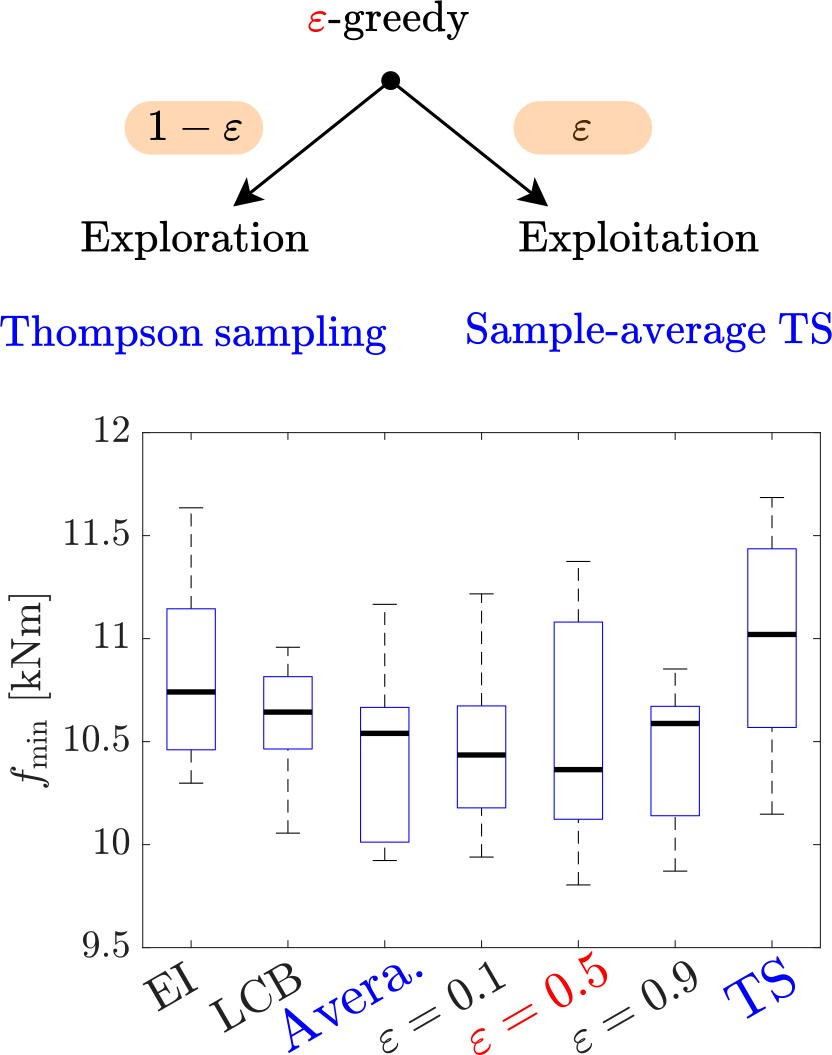 ε-greedy
1 − ε
ε
Exploration
Exploitation
Thompson sampling
Sample-average TS
12
11.5
11
10.5
10
9.5
fmin [kNm]
EI
LCB
Avera.
ε = 0.1
ε = 0.5
ε = 0.9
TS